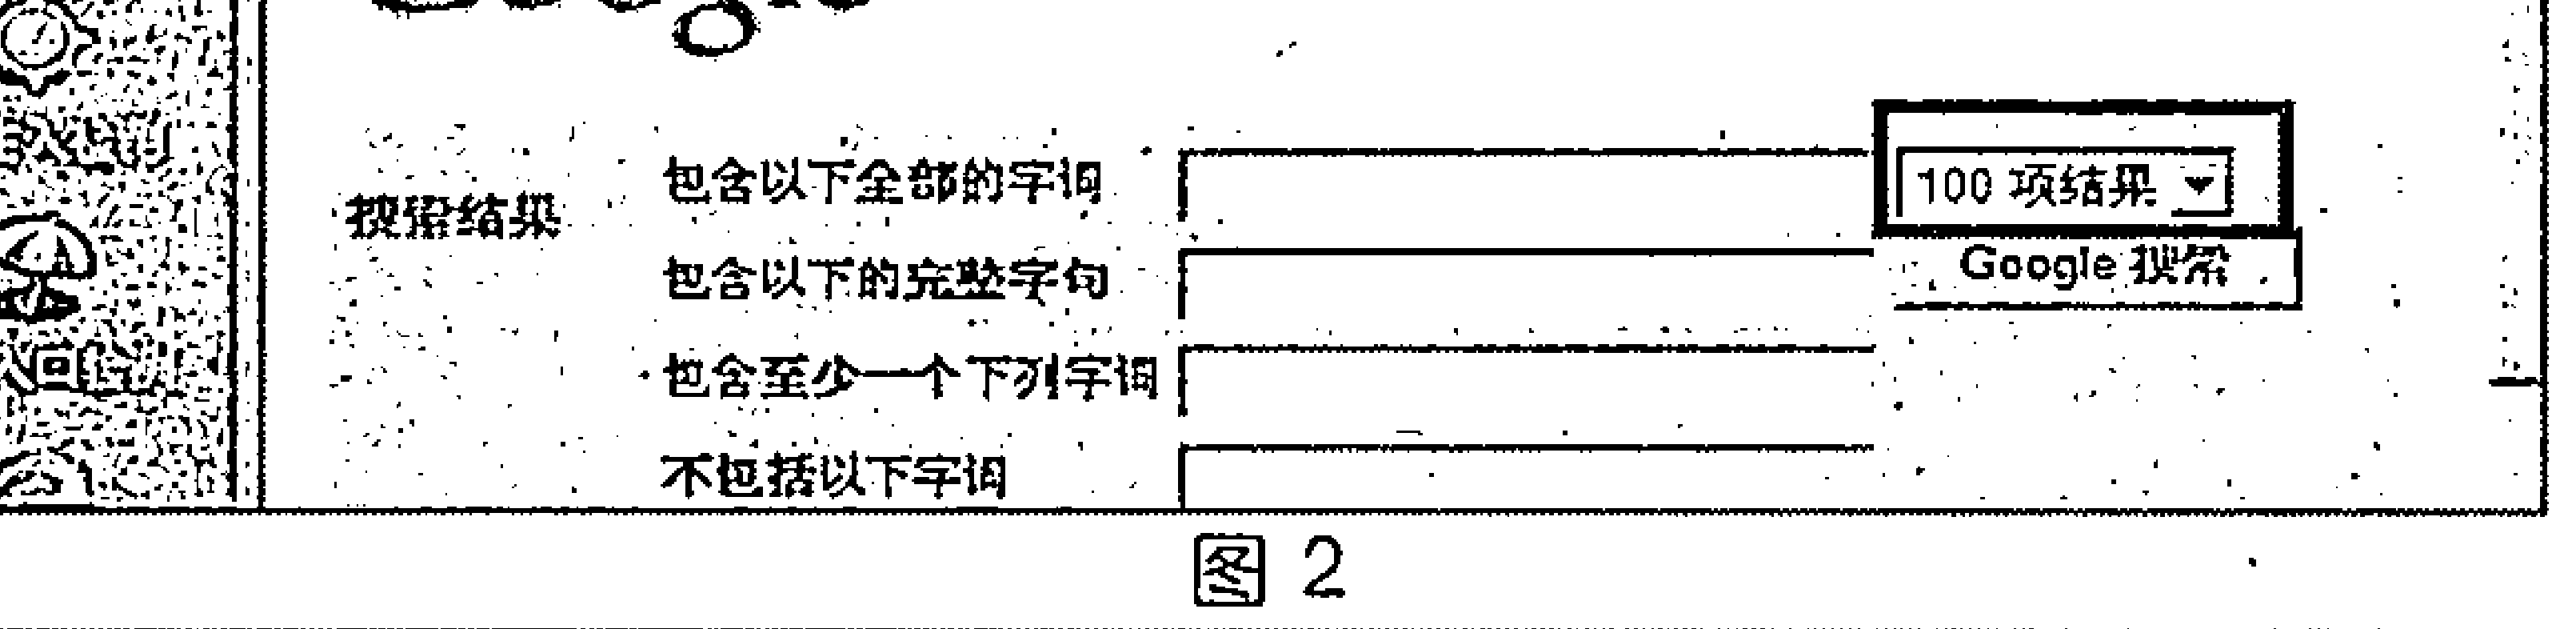 包含以下全部的字词
100 项结果
搜索结果
包含以下的完整字句
Google 搜索
包含至少一个下列字词
不包括以下字词
图 2